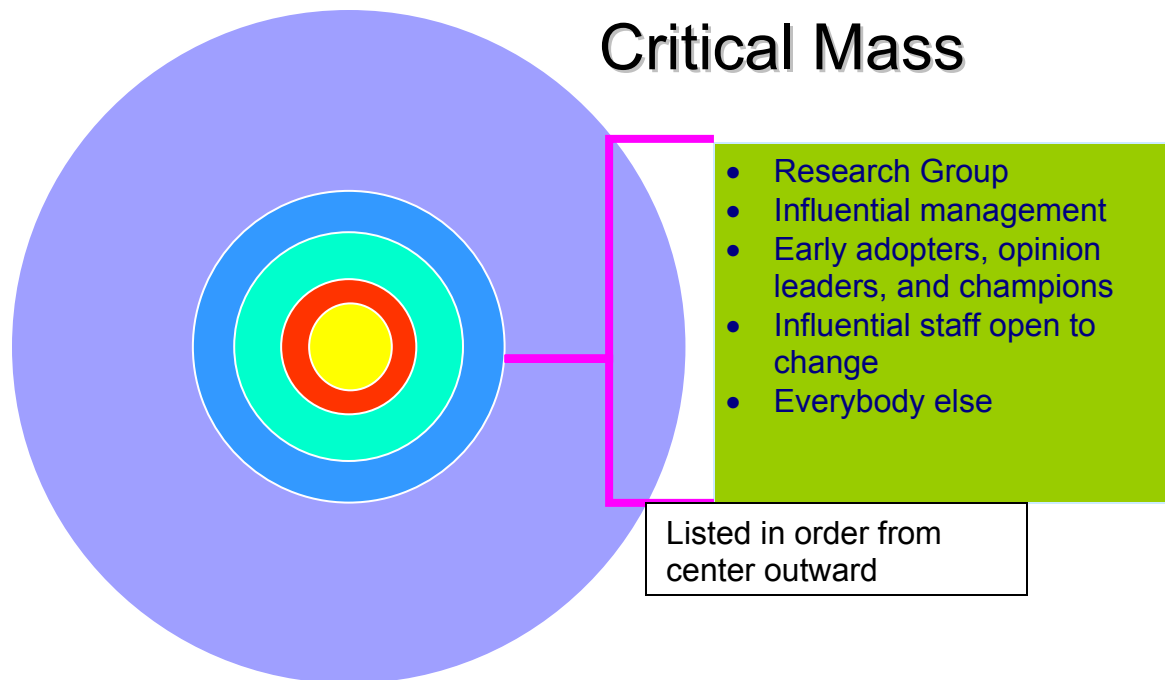 Critical Mass
• Research Group
• Influential management
• Early adopters, opinion
leaders, and champions
• Influential staff open to
change
• Everybody else
Listed in order from
center outward